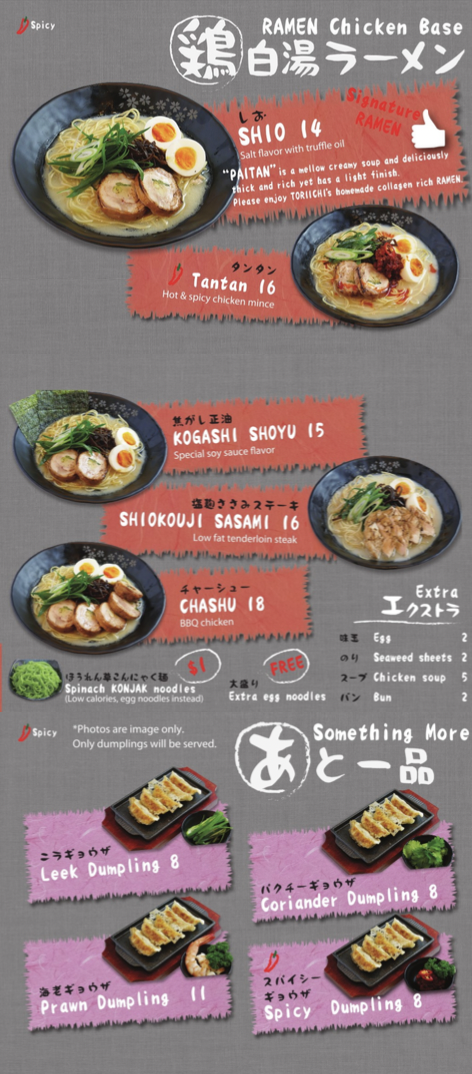 Spicy
RAMEN Chicken Base
鶏白湯ラーメン
Signature
RAMEN
しお
SHIO 14
Salt flavor with truffle oil
"PAITAN" is a mellow creamy soup and deliciously
thick and rich yet has a light finish.
Please enjoy TORIICHI's homemade collagen rich RAMEN.
タンタン
Tantan 16
Hot & spicy chicken mince
焦がし正油
KOGASHI SHOYU 15
Special soy sauce flavor
塩麹ささみステーキ
SHIOKOUJI SASAMI 16
Low fat tenderloin steak
チャーシュー
CHASHU 18
BBQ chicken
Extra
エクストラ
味玉 Egg 2
のり Seaweed sheets 2
スープ Chicken soup 5
パン Bun 2
$1
ほうれん草こんにゃく麺
Spinach KONJAK noodles
(Low calories, egg noodles instead)
FREE
大盛り
Extra egg noodles
Spicy
*Photos are image only.
Only dumplings will be served.
Something More
あと一品
ニラギョウザ
Leek Dumpling 8
パクチーギョウザ
Coriander Dumpling 8
海老ギョウザ
Prawn Dumpling 11
スパイシー
ギョウザ
Spicy Dumpling 8